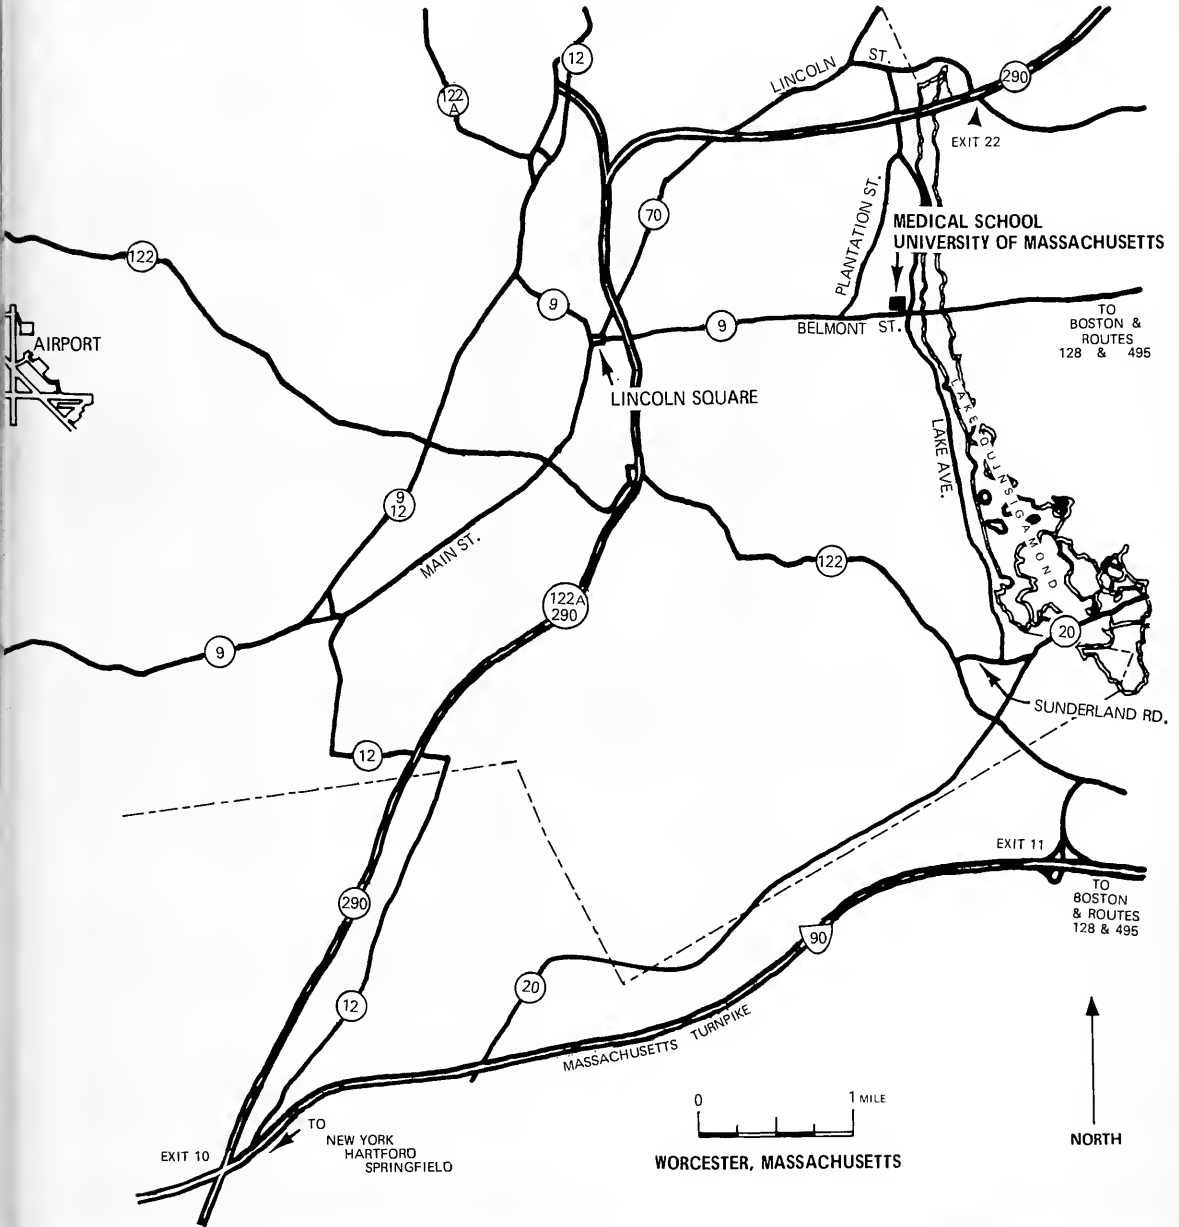 12
122
A
LINCOLN ST.
290
EXIT 22
70
PLANTATION ST.
MEDICAL SCHOOL
UNIVERSITY OF MASSACHUSETTS
122
9
9
BELMONT ST.
TO
BOSTON &
ROUTES
128 & 495
AIRPORT
LINCOLN SQUARE
LAKE AVE.
LAKE QUINSIGAMOND
9
12
MAIN ST.
122
122A
290
20
9
SUNDERLAND RD.
12
EXIT 11
TO
BOSTON
& ROUTES
128 & 495
290
90
20
12
MASSACHUSETTS TURNPIKE
0 1 MILE
TO
NEW YORK
HARTFORD
SPRINGFIELD
EXIT 10
NORTH
WORCESTER, MASSACHUSETTS